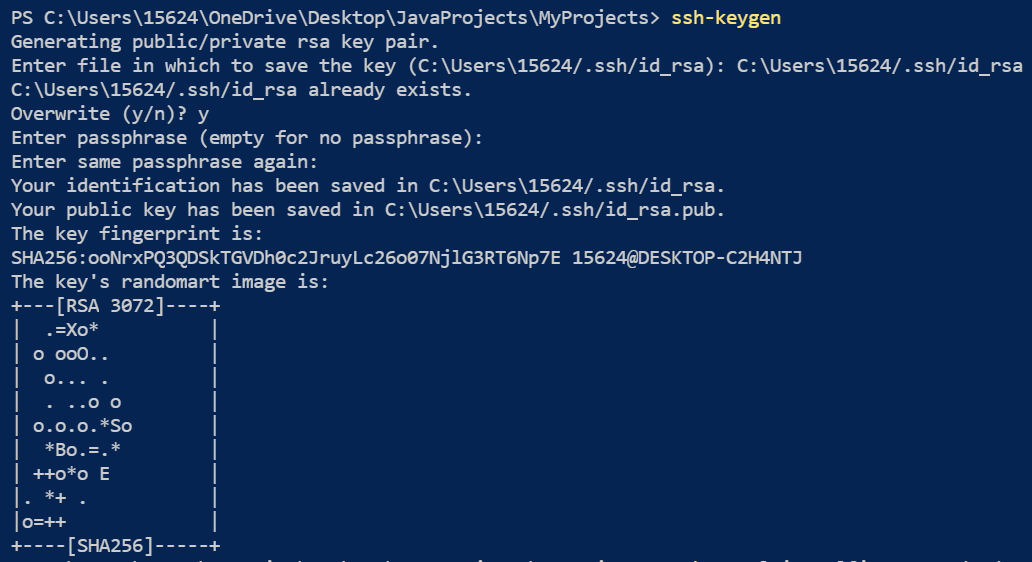 PS C:\Users\15624\OneDrive\Desktop\JavaProjects\MyProjects> ssh-keygen
Generating public/private rsa key pair.
Enter file in which to save the key (C:\Users\15624/.ssh/id_rsa): C:\Users\15624/.ssh/id_rsa
C:\Users\15624/.ssh/id_rsa already exists.
Overwrite (y/n)? y
Enter passphrase (empty for no passphrase):
Enter same passphrase again:
Your identification has been saved in C:\Users\15624/.ssh/id_rsa.
Your public key has been saved in C:\Users\15624/.ssh/id_rsa.pub.
The key fingerprint is:
SHA256:ooNrxPQ3QDSkTGVDh0c2JruyLc26o07NjlG3RT6Np7E 15624@DESKTOP-C2H4NTJ
The key's randomart image is:
+---[RSA 3072]----+
|  .=Xo*          |
| o ooO..         |
|  o... .         |
|  . ..o o        |
| o.o.o.*So       |
|  *Bo.=.*        |
| ++o*o E         |
|. *+ .           |
|o=++             |
+----[SHA256]-----+